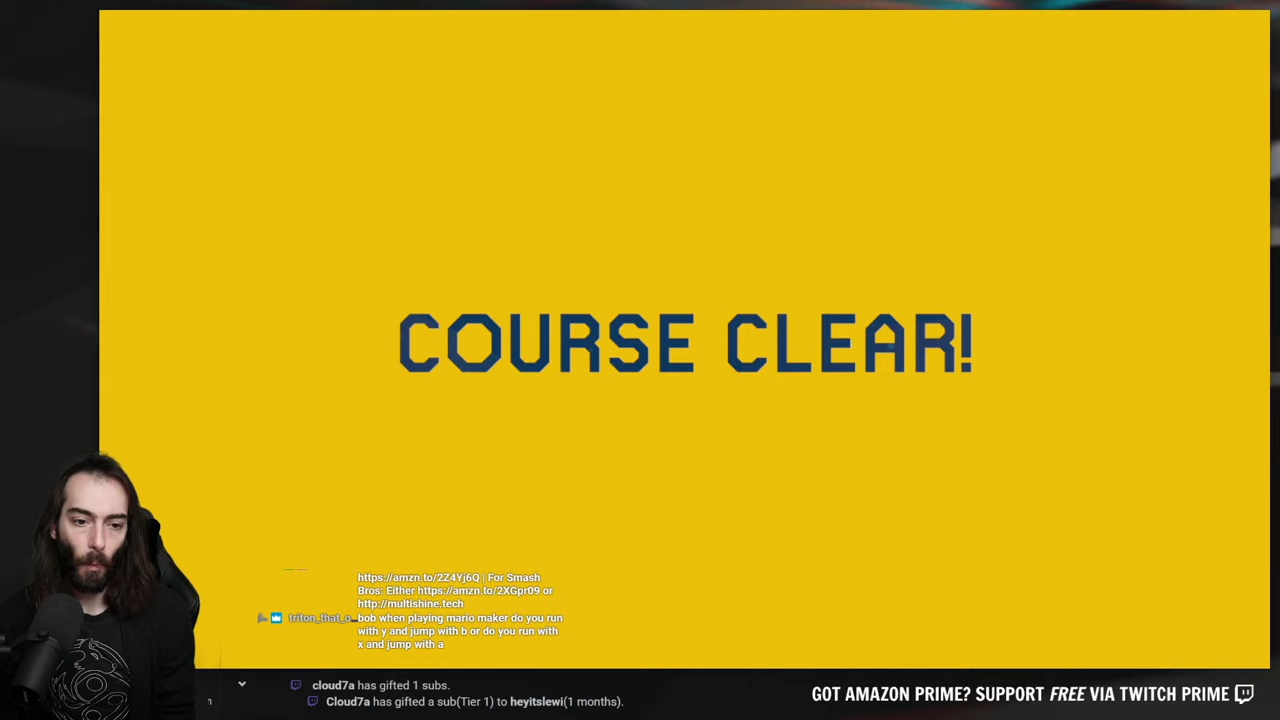 COURSE CLEAR!
https://amzn.to/2Z4Yj6Q | For Smash
Bros: Either https://amzn.to/2XGpr09 or
http://multishine.tech
triton_that_o… bob when playing mario maker do you run
with y and jump with b or do you run with
x and jump with a
cloud7a has gifted 1 subs.
Cloud7a has gifted a sub(Tier 1) to heyitslewi(1 months).
GOT AMAZON PRIME? SUPPORT FREE VIA TWITCH PRIME